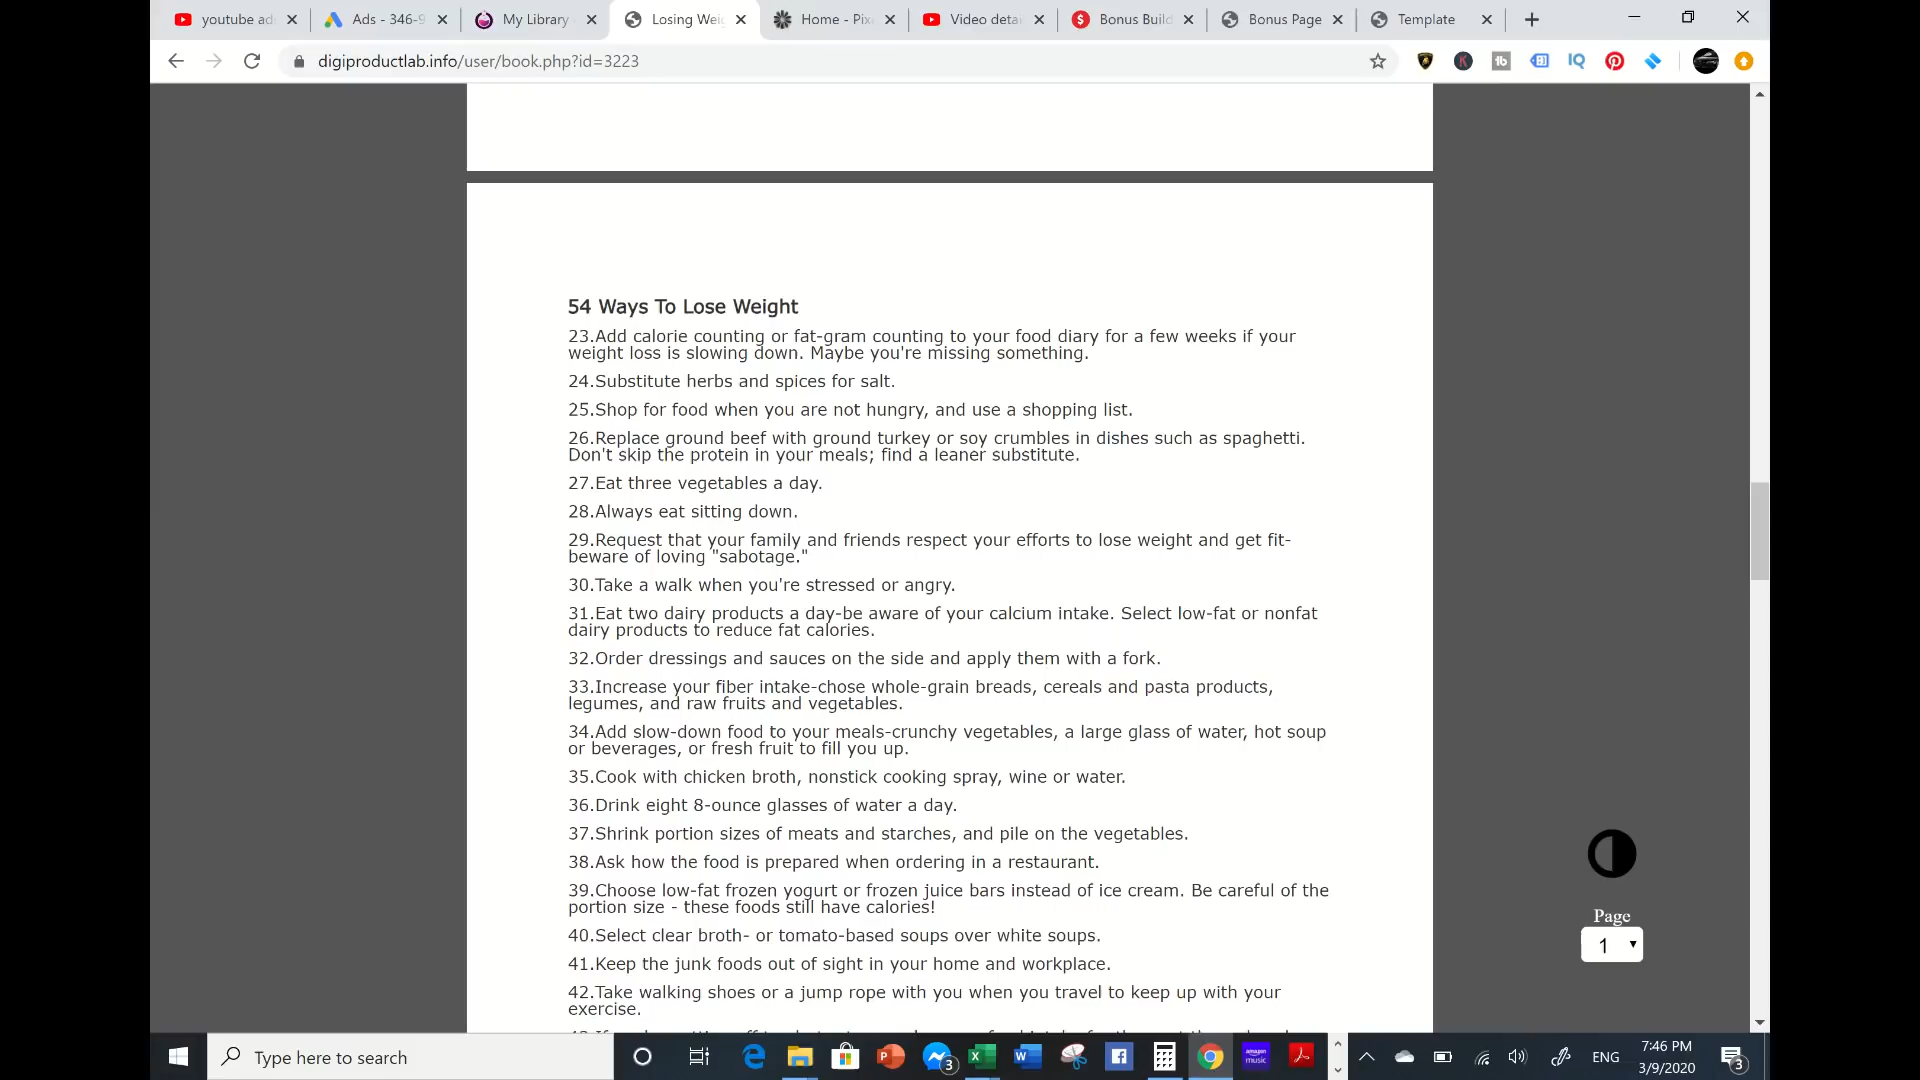 youtube ad
Ads - 346-9
My Library
Losing Wei
Home - Pix
Video deta
Bonus Build
Bonus Page
Template
digiproductlab.info/user/book.php?id=3223
54 Ways To Lose Weight
23.Add calorie counting or fat-gram counting to your food diary for a few weeks if your
weight loss is slowing down. Maybe you're missing something.
24.Substitute herbs and spices for salt.
25.Shop for food when you are not hungry, and use a shopping list.
26.Replace ground beef with ground turkey or soy crumbles in dishes such as spaghetti.
Don't skip the protein in your meals; find a leaner substitute.
27.Eat three vegetables a day.
28.Always eat sitting down.
29.Request that your family and friends respect your efforts to lose weight and get fit-
beware of loving "sabotage."
30.Take a walk when you're stressed or angry.
31.Eat two dairy products a day-be aware of your calcium intake. Select low-fat or nonfat
dairy products to reduce fat calories.
32.Order dressings and sauces on the side and apply them with a fork.
33.Increase your fiber intake-chose whole-grain breads, cereals and pasta products,
legumes, and raw fruits and vegetables.
34.Add slow-down food to your meals-crunchy vegetables, a large glass of water, hot soup
or beverages, or fresh fruit to fill you up.
35.Cook with chicken broth, nonstick cooking spray, wine or water.
36.Drink eight 8-ounce glasses of water a day.
37.Shrink portion sizes of meats and starches, and pile on the vegetables.
38.Ask how the food is prepared when ordering in a restaurant.
39.Choose low-fat frozen yogurt or frozen juice bars instead of ice cream. Be careful of the
portion size - these foods still have calories!
40.Select clear broth- or tomato-based soups over white soups.
41.Keep the junk foods out of sight in your home and workplace.
42.Take walking shoes or a jump rope with you when you travel to keep up with your
exercise.
Page
1
Type here to search
3
ENG
7:46 PM
3/9/2020
3